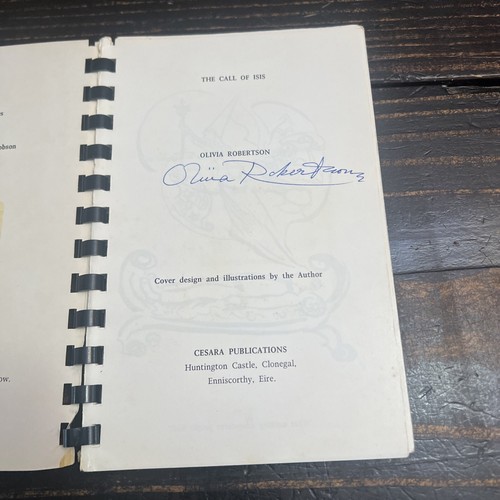 THE CALL OF ISIS
OLIVIA ROBERTSON
Olivia Robertson
Cover design and illustrations by the Author
CESARA PUBLICATIONS
Huntington Castle, Clonegal,
Enniscorthy, Eire.